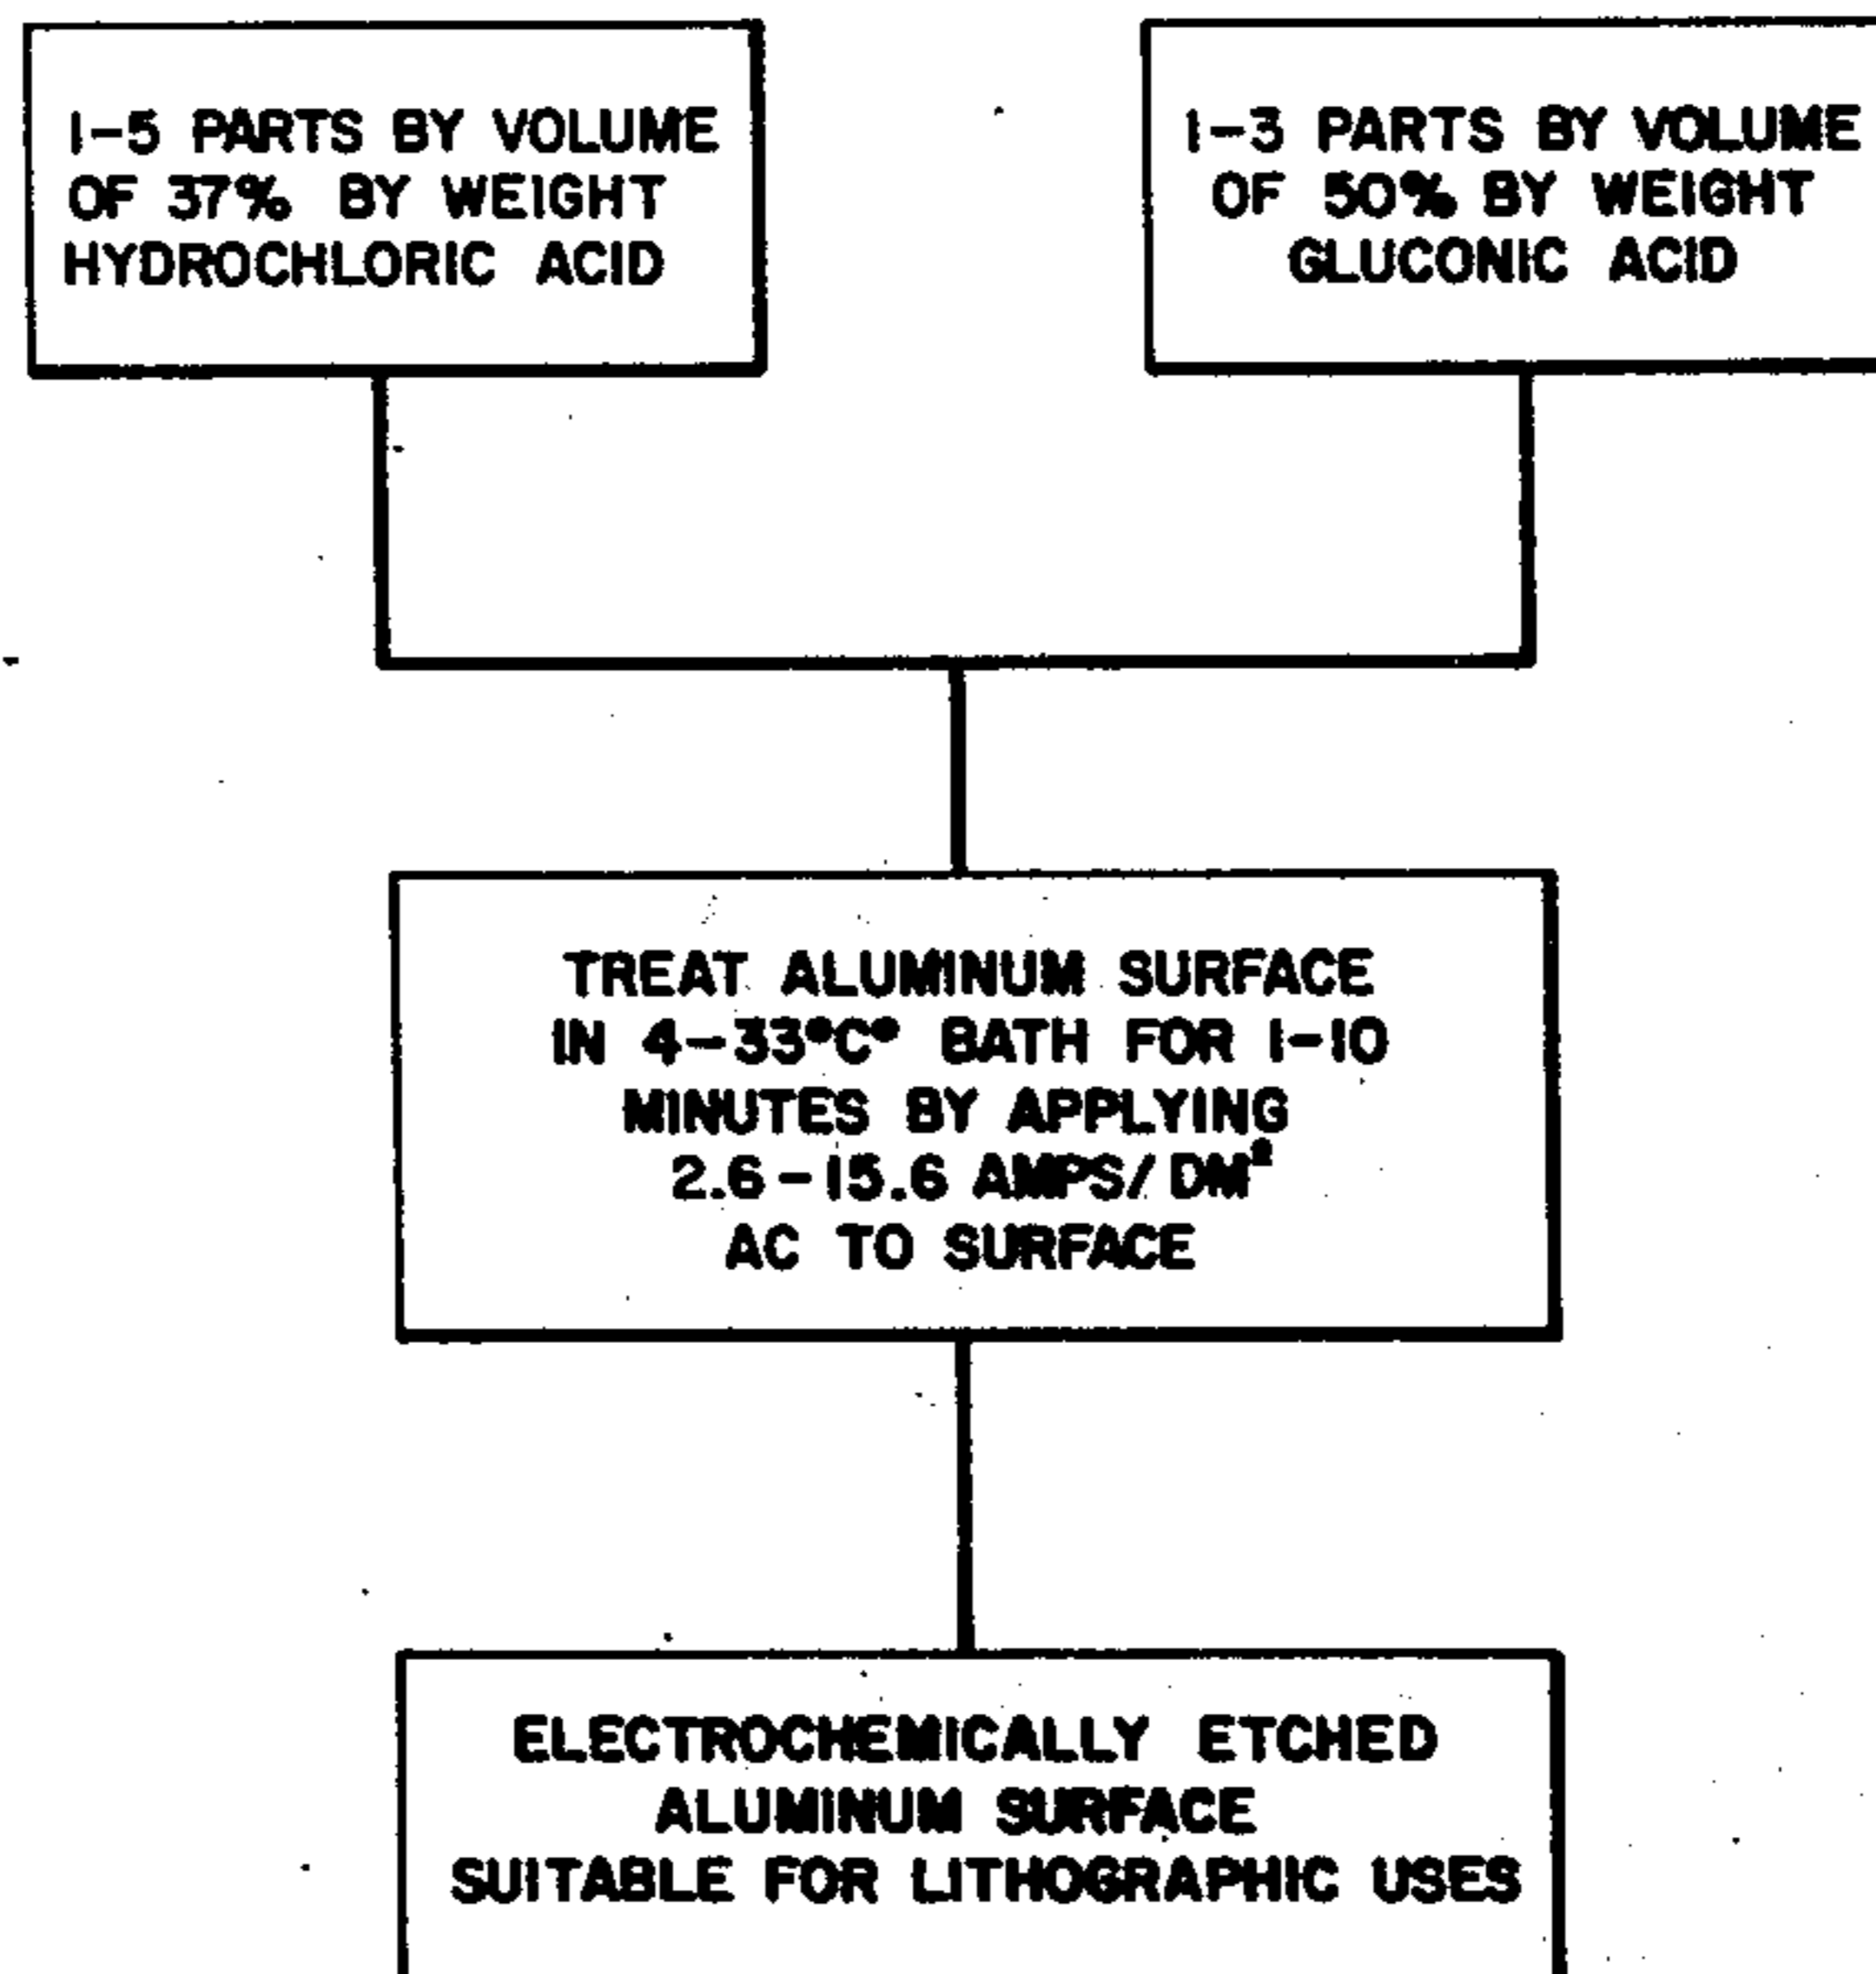 1-5 PARTS BY VOLUME
OF 37% BY WEIGHT
HYDROCHLORIC ACID
1-3 PARTS BY VOLUME
OF 50% BY WEIGHT
GLUCONIC ACID
TREAT ALUMINUM SURFACE
IN 4-33°C° BATH FOR 1-10
MINUTES BY APPLYING
2.6-15.6 AMPS/DM²
AC TO SURFACE
ELECTROCHEMICALLY ETCHED
ALUMINUM SURFACE
SUITABLE FOR LITHOGRAPHIC USES